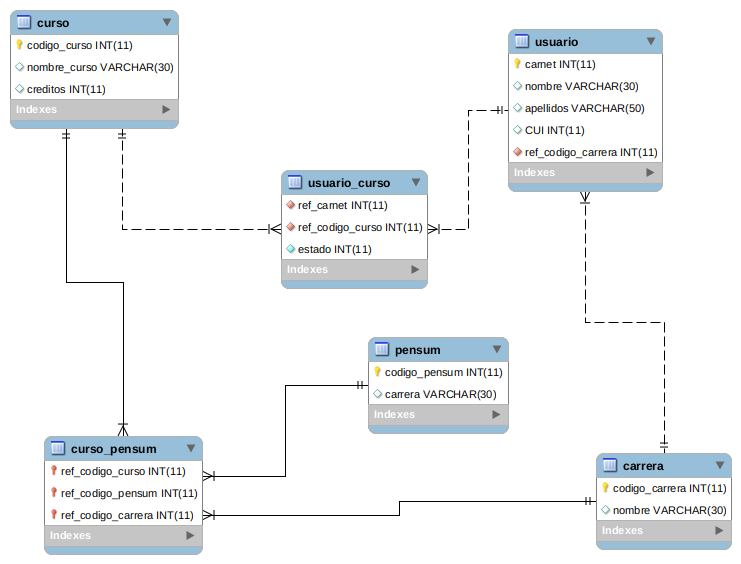 curso
codigo_curso INT(11)
nombre_curso VARCHAR(30)
creditos INT(11)
Indexes
usuario
carnet INT(11)
nombre VARCHAR(30)
apellidos VARCHAR(50)
CUI INT(11)
ref_codigo_carrera INT(11)
Indexes
usuario_curso
ref_carnet INT(11)
ref_codigo_curso INT(11)
estado INT(11)
Indexes
pensum
codigo_pensum INT(11)
carrera VARCHAR(30)
Indexes
curso_pensum
ref_codigo_curso INT(11)
ref_codigo_pensum INT(11)
ref_codigo_carrera INT(11)
Indexes
carrera
codigo_carrera INT(11)
nombre VARCHAR(30)
Indexes